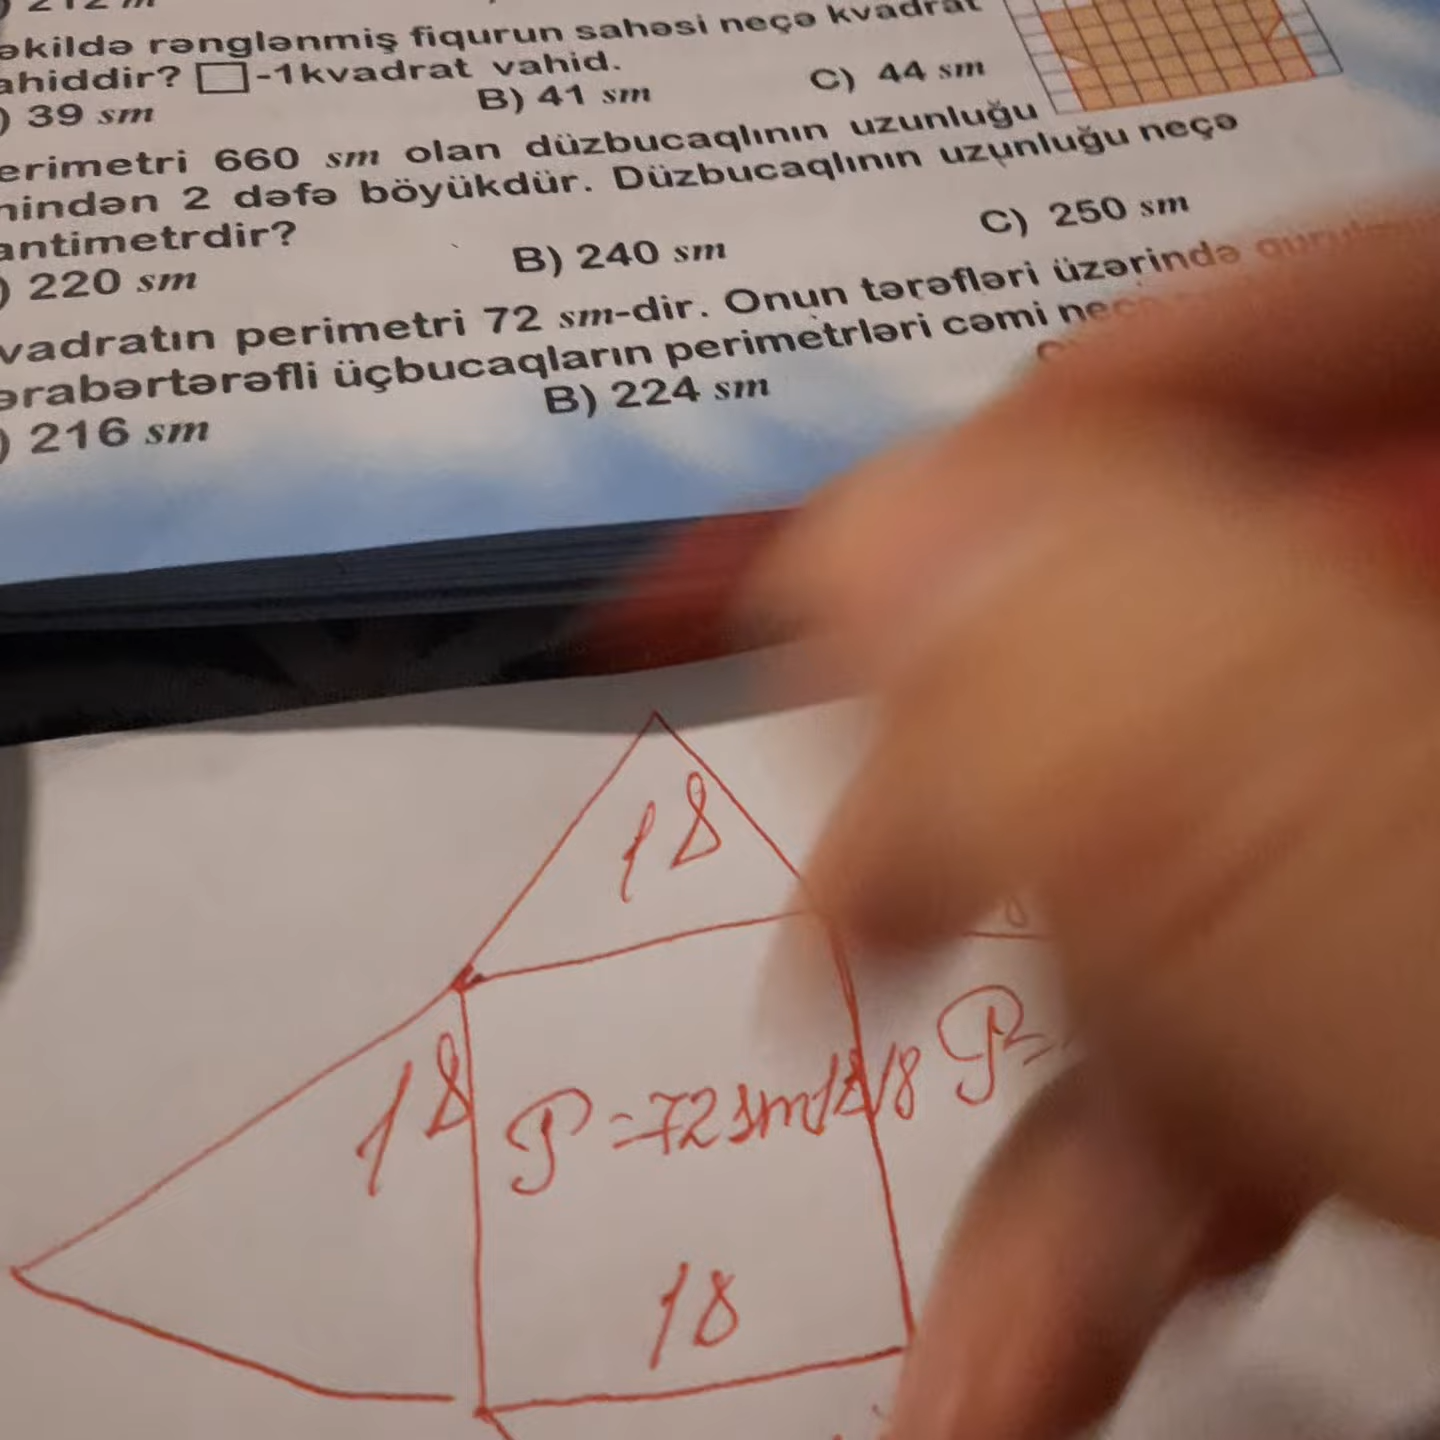 212 m
əkildə rənglənmiş fiqurun sahəsi neçə kvadrat
ahiddir? -1kvadrat vahid.
) 39 sm B) 41 sm C) 44 sm
erimetri 660 sm olan düzbucaqlının uzunluğu
nindən 2 dəfə böyükdür. Düzbucaqlının uzunluğu neçə
antimetrdir?
) 220 sm B) 240 sm C) 250 sm
vadratın perimetri 72 sm-dir. Onun tərəfləri üzərində
ərabərtərəfli üçbucaqların perimetrləri cəmi
) 216 sm B) 224 sm
18
18
P=72sm
18 P=
18